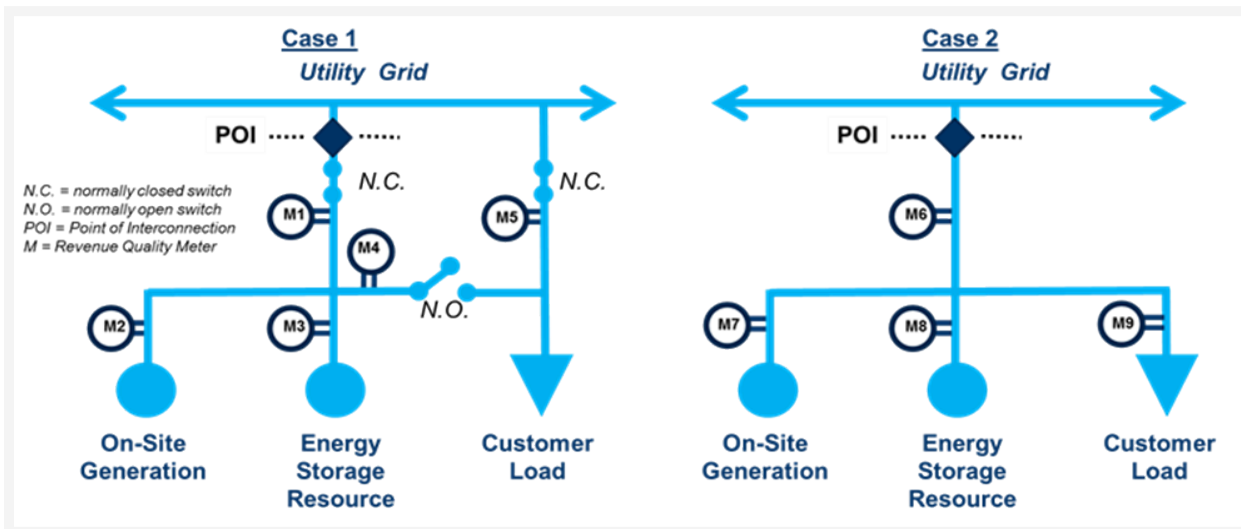 Case 1
Utility Grid
POI
N.C.
N.C.
N.C. = normally closed switch
N.O. = normally open switch
POI = Point of Interconnection
M = Revenue Quality Meter
M1
M5
M4
N.O.
M2
M3
On-Site
Generation
Energy
Storage
Resource
Customer
Load
Case 2
Utility Grid
POI
M6
M7
M8
M9
On-Site
Generation
Energy
Storage
Resource
Customer
Load